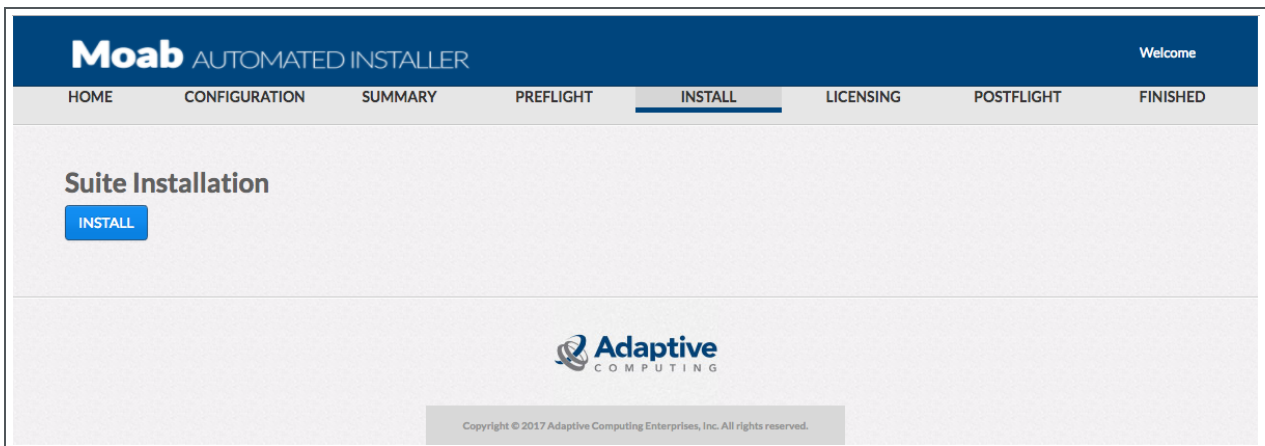 Moab AUTOMATED INSTALLER
Welcome
HOME CONFIGURATION SUMMARY PREFLIGHT INSTALL LICENSING POSTFLIGHT FINISHED
Suite Installation
INSTALL
Adaptive
COMPUTING
Copyright © 2017 Adaptive Computing Enterprises, Inc. All rights reserved.